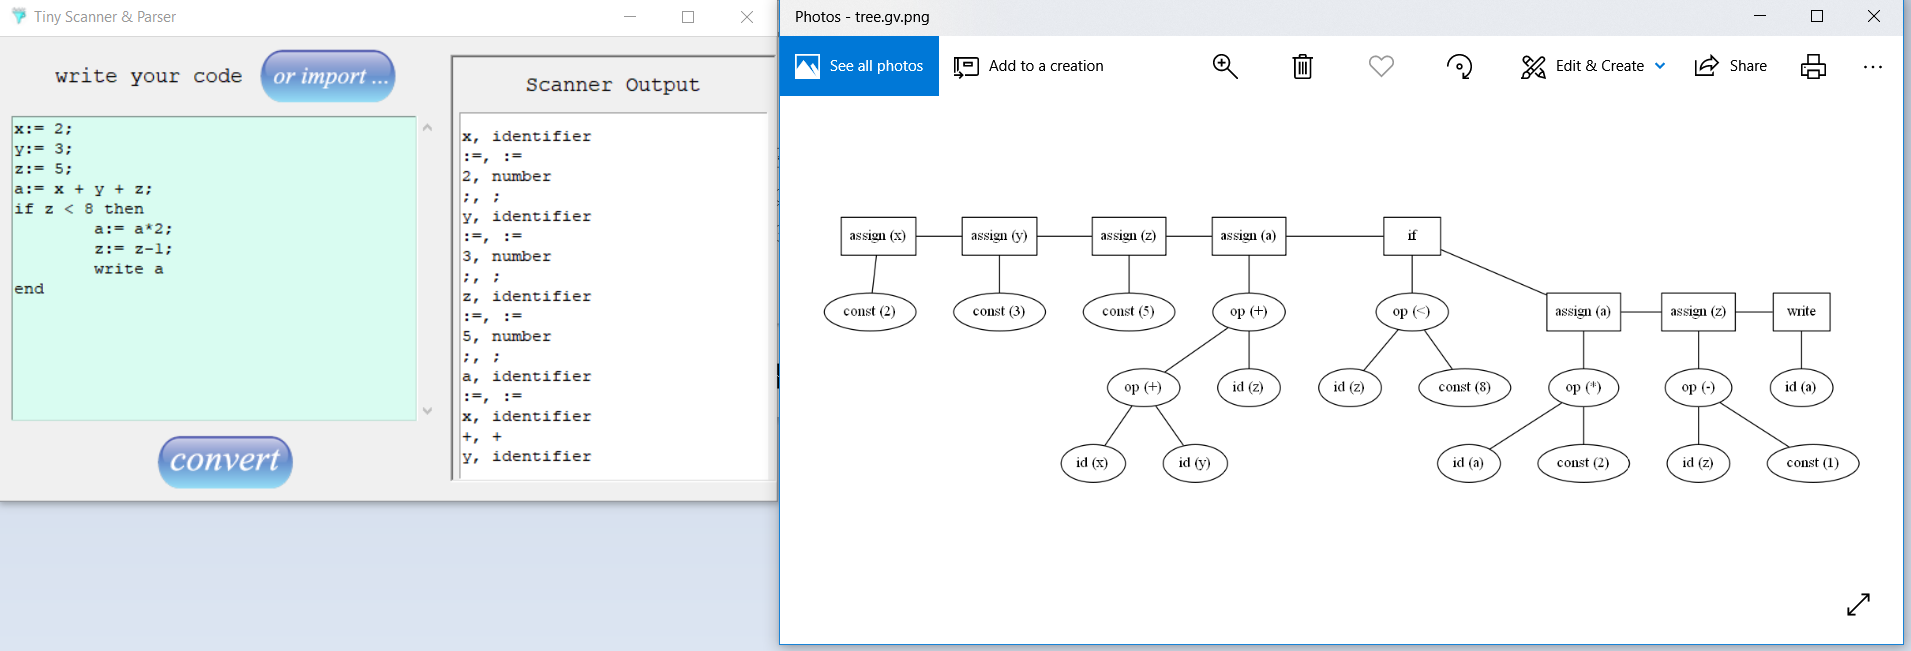 Tiny Scanner & Parser
write your code
or import ...
x:= 2;
y:= 3;
z:= 5;
a:= x + y + z;
if z < 8 then
a:= a*2;
z:= z-1;
write a
end
convert
Scanner Output
x, identifier
:=, :=
2, number
;, ;
y, identifier
:=, :=
3, number
;, ;
z, identifier
:=, :=
5, number
;, ;
a, identifier
:=, :=
x, identifier
+, +
y, identifier
Photos - tree.gv.png
See all photos
Add to a creation
Edit & Create
Share
assign (x)
assign (y)
assign (z)
assign (a)
if
const (2)
const (3)
const (5)
op (+)
op (<)
assign (a)
assign (z)
write
op (+)
id (z)
id (z)
const (8)
op (*)
op (-)
id (a)
id (x)
id (y)
id (a)
const (2)
id (z)
const (1)